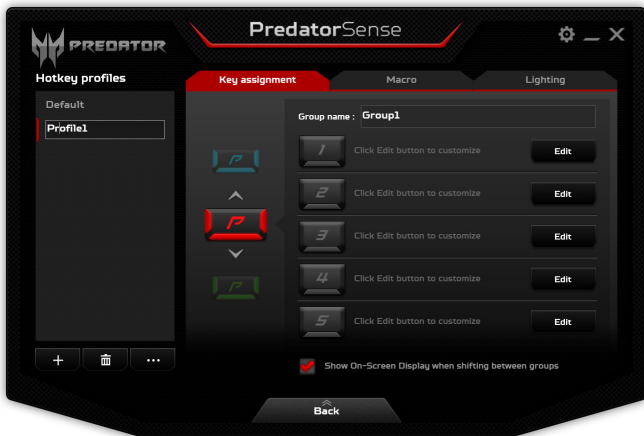 PredatorSense
PREDATOR
Hotkey profiles
Default
Profile1
Key assignment
Macro
Lighting
Group name : Group1
1 Click Edit button to customize Edit
2 Click Edit button to customize Edit
3 Click Edit button to customize Edit
4 Click Edit button to customize Edit
5 Click Edit button to customize Edit
P
P
P
Show On-Screen Display when shifting between groups
Back